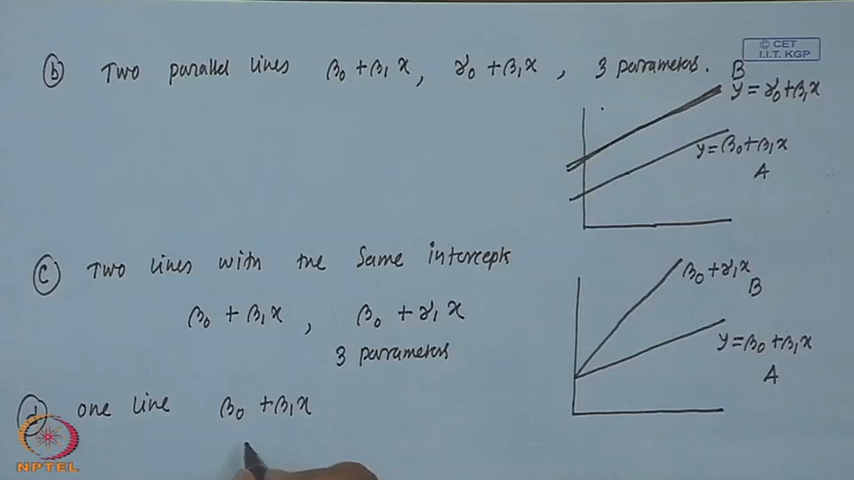 © CET
I.I.T. KGP
(b) Two parallel lines β₀ + β₁x, γ₀ + β₁x, 3 parameters.
B
y = γ₀ + β₁x
y = β₀ + β₁x
A
(c) Two lines with the same intercept
β₀ + β₁x, β₀ + γ₁x
3 parameters
β₀ + γ₁x
B
y = β₀ + β₁x
A
(d) one line β₀ + β₁x
NPTEL